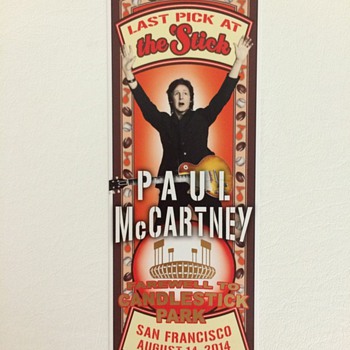 LAST PICK AT
the 'Stick
PAUL
McCARTNEY
FAREWELL TO
CANDLESTICK
PARK
SAN FRANCISCO
AUGUST 14, 2014